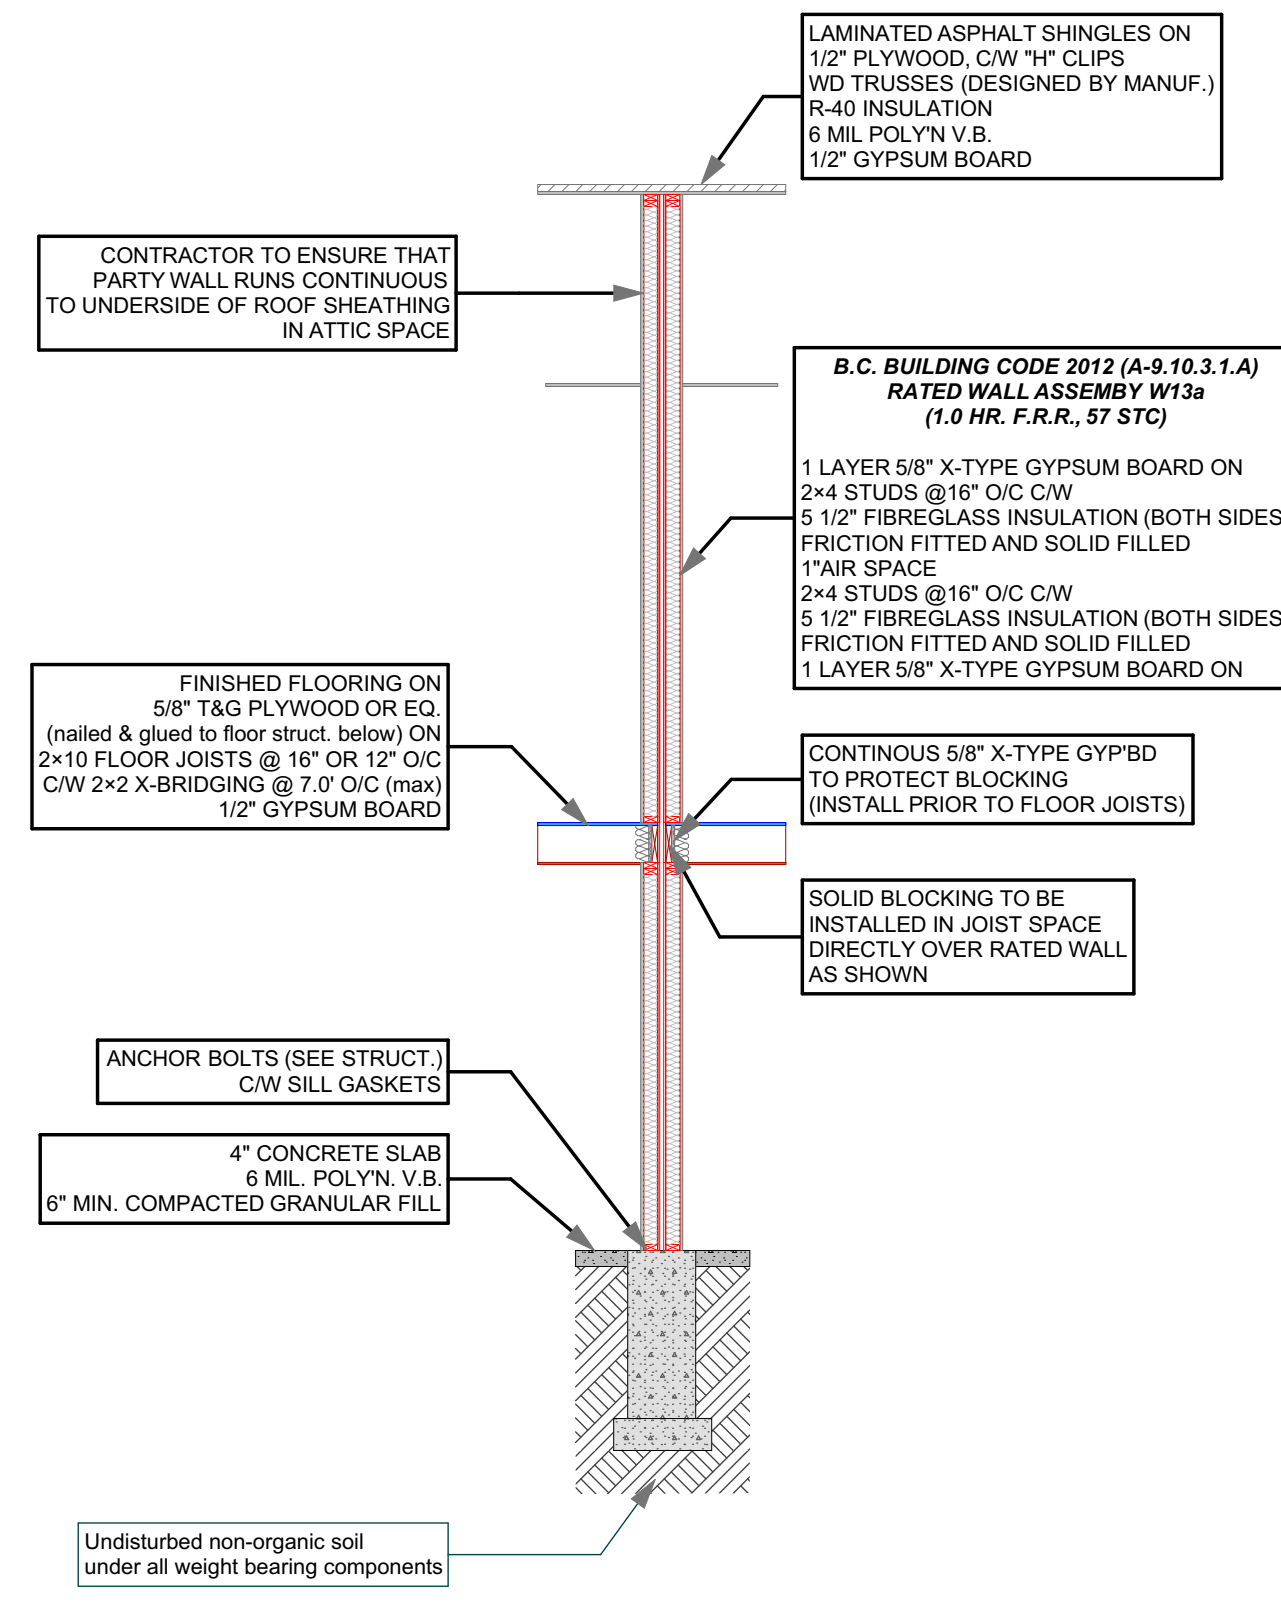 LAMINATED ASPHALT SHINGLES ON
1/2" PLYWOOD, C/W "H" CLIPS
WD TRUSSES (DESIGNED BY MANUF.)
R-40 INSULATION
6 MIL POLY'N V.B.
1/2" GYPSUM BOARD
CONTRACTOR TO ENSURE THAT
PARTY WALL RUNS CONTINUOUS
TO UNDERSIDE OF ROOF SHEATHING
IN ATTIC SPACE
B.C. BUILDING CODE 2012 (A-9.10.3.1.A)
RATED WALL ASSEMBY W13a
(1.0 HR. F.R.R., 57 STC)
1 LAYER 5/8" X-TYPE GYPSUM BOARD ON
2×4 STUDS @16" O/C C/W
5 1/2" FIBREGLASS INSULATION (BOTH SIDES
FRICTION FITTED AND SOLID FILLED
1"AIR SPACE
2×4 STUDS @16" O/C C/W
5 1/2" FIBREGLASS INSULATION (BOTH SIDES
FRICTION FITTED AND SOLID FILLED
1 LAYER 5/8" X-TYPE GYPSUM BOARD ON
FINISHED FLOORING ON
5/8" T&G PLYWOOD OR EQ.
(nailed & glued to floor struct. below) ON
2×10 FLOOR JOISTS @ 16" OR 12" O/C
C/W 2×2 X-BRIDGING @ 7.0' O/C (max)
1/2" GYPSUM BOARD
CONTINOUS 5/8" X-TYPE GYP'BD
TO PROTECT BLOCKING
(INSTALL PRIOR TO FLOOR JOISTS)
SOLID BLOCKING TO BE
INSTALLED IN JOIST SPACE
DIRECTLY OVER RATED WALL
AS SHOWN
ANCHOR BOLTS (SEE STRUCT.)
C/W SILL GASKETS
4" CONCRETE SLAB
6 MIL. POLY'N. V.B.
6" MIN. COMPACTED GRANULAR FILL
Undisturbed non-organic soil
under all weight bearing components